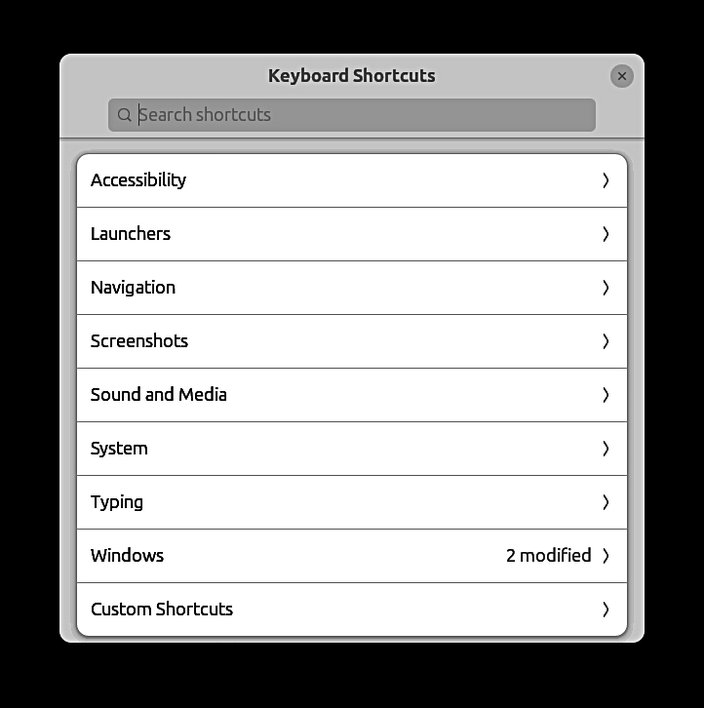 Keyboard Shortcuts
Search shortcuts
Accessibility
Launchers
Navigation
Screenshots
Sound and Media
System
Typing
Windows 2 modified
Custom Shortcuts